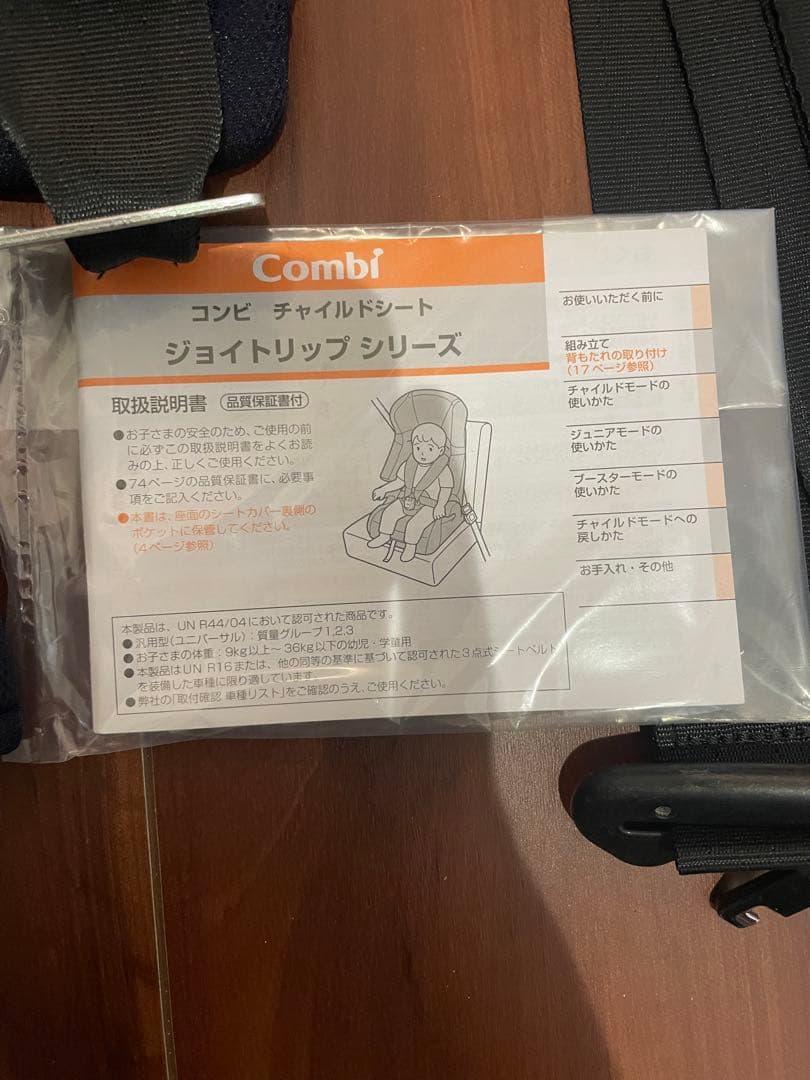 Combi
コンビ チャイルドシート
ジョイトリップ シリーズ
取扱説明書 品質保証書付
●お子さまの安全のため、ご使用の前
に必ずこの取扱説明書をよくお読
みの上、正しくご使用ください。
●74ページの品質保証書に、必要事
項をご記入ください。
●本書は、座面のシートカバー裏側の
ポケットに保管してください。
(4ページ参照)
本製品は、UN R44/04において認可された商品です。
●汎用型(ユニバーサル):質量グループ1,2,3
●お子さまの体重:9kg以上〜36kg以下の幼児・学童用
●本製品はUN R16または、他の同等の基準に基づいて認可された3点式シートベルト
を装備した車種に限り適しています。
●弊社の「取付確認 車種リスト」をご確認のうえ、ご使用ください。
お使いいただく前に
組み立て
背もたれの取り付け
(17ページ参照)
チャイルドモードの
使いかた
ジュニアモードの
使いかた
ブースターモードの
使いかた
チャイルドモードへの
戻しかた
お手入れ・その他